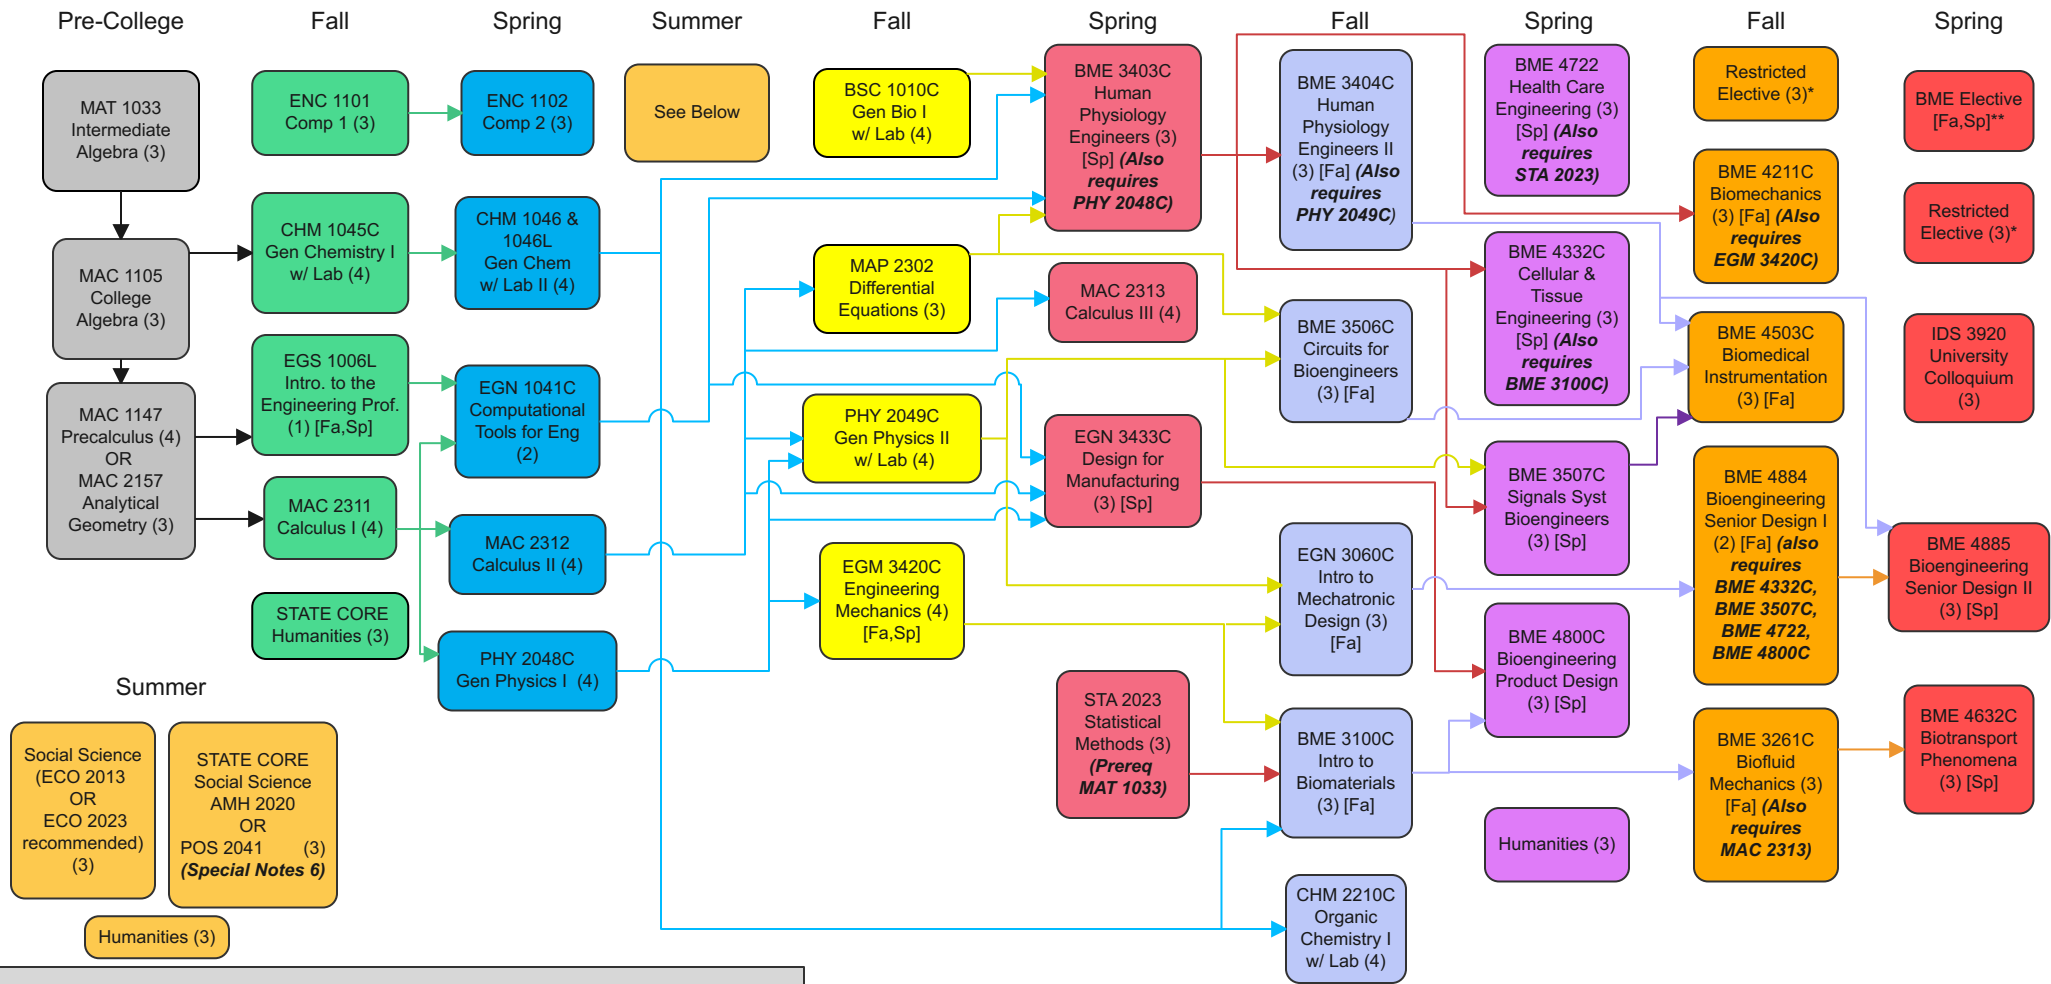 Pre-College
Fall
Spring
Summer
Fall
Spring
Fall
Spring
Fall
Spring
MAT 1033
Intermediate
Algebra (3)
MAC 1105
College
Algebra (3)
MAC 1147
Precalculus (4)
OR
MAC 2157
Analytical
Geometry (3)
ENC 1101
Comp 1 (3)
CHM 1045C
Gen Chemistry I
w/ Lab (4)
EGS 1006L
Intro. to the
Engineering Prof.
(1) [Fa,Sp]
MAC 2311
Calculus I (4)
STATE CORE
Humanities (3)
ENC 1102
Comp 2 (3)
CHM 1046 &
1046L
Gen Chem
w/ Lab II (4)
EGN 1041C
Computational
Tools for Eng
(2)
MAC 2312
Calculus II (4)
PHY 2048C
Gen Physics I (4)
See Below
BSC 1010C
Gen Bio I
w/ Lab (4)
MAP 2302
Differential
Equations (3)
PHY 2049C
Gen Physics II
w/ Lab (4)
EGM 3420C
Engineering
Mechanics (4)
[Fa,Sp]
BME 3403C
Human
Physiology
Engineers (3)
[Sp] (Also
requires
PHY 2048C)
MAC 2313
Calculus III (4)
EGN 3433C
Design for
Manufacturing
(3) [Sp]
STA 2023
Statistical
Methods (3)
(Prereq
MAT 1033)
BME 3404C
Human
Physiology
Engineers II
(3) [Fa] (Also
requires
PHY 2049C)
BME 3506C
Circuits for
Bioengineers
(3) [Fa]
EGN 3060C
Intro to
Mechatronic
Design (3)
[Fa]
BME 3100C
Intro to
Biomaterials
(3) [Fa]
CHM 2210C
Organic
Chemistry I
w/ Lab (4)
BME 4722
Health Care
Engineering (3)
[Sp] (Also
requires
STA 2023)
BME 4332C
Cellular &
Tissue
Engineering (3)
[Sp] (Also
requires
BME 3100C)
BME 3507C
Signals Syst
Bioengineers
(3) [Sp]
BME 4800C
Bioengineering
Product Design
(3) [Sp]
Humanities (3)
Restricted
Elective (3)*
BME 4211C
Biomechanics
(3) [Fa] (Also
requires
EGM 3420C)
BME 4503C
Biomedical
Instrumentation
(3) [Fa]
BME 4884
Bioengineering
Senior Design I
(2) [Fa] (also
requires
BME 4332C,
BME 3507C,
BME 4722,
BME 4800C
BME 3261C
Biofluid
Mechanics (3)
[Fa] (Also
requires
MAC 2313)
BME Elective
[Fa,Sp]**
Restricted
Elective (3)*
IDS 3920
University
Colloquium
(3)
BME 4885
Bioengineering
Senior Design II
(3) [Sp]
BME 4632C
Biotransport
Phenomena
(3) [Sp]
Summer
Social Science
(ECO 2013
OR
ECO 2023
recommended)
(3)
STATE CORE
Social Science
AMH 2020
OR
POS 2041 (3)
(Special Notes 6)
Humanities (3)